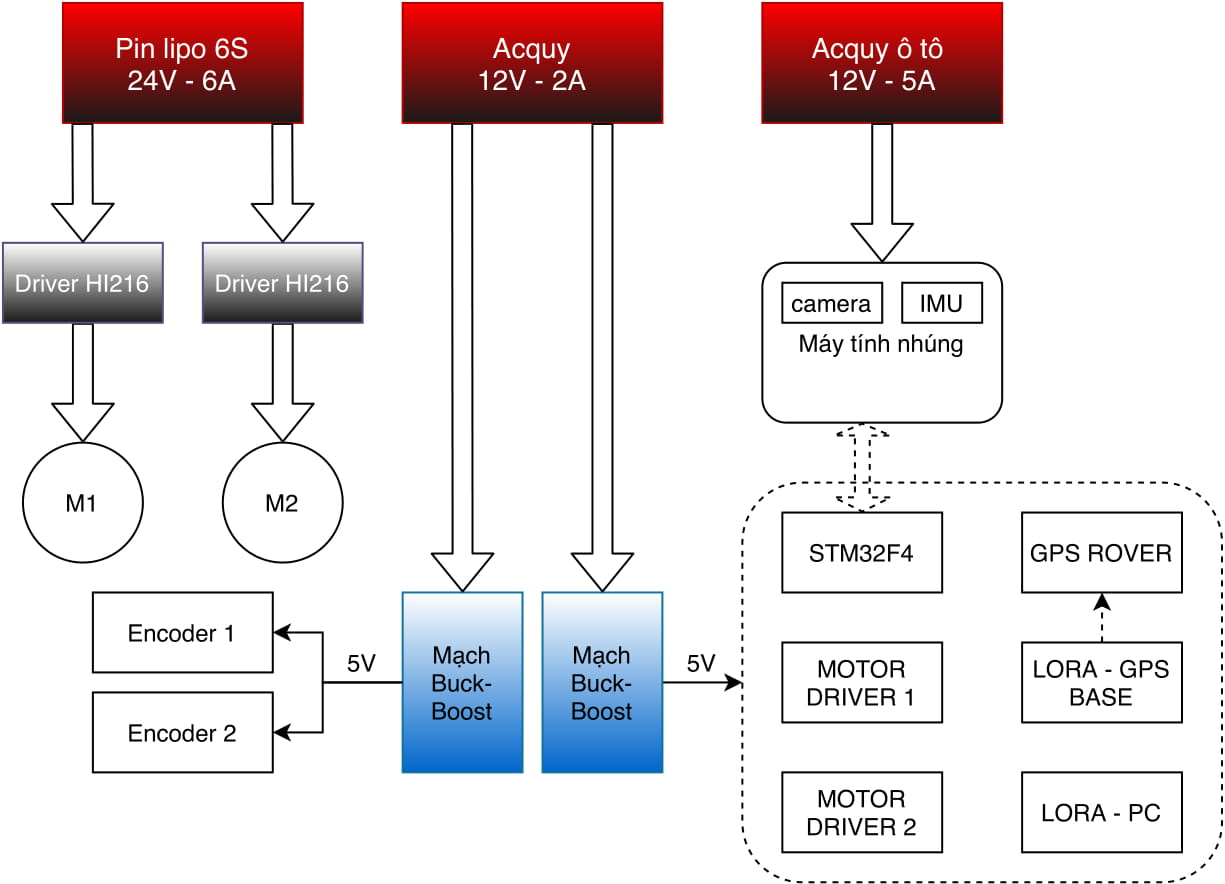 Pin lipo 6S
24V - 6A
Acquy
12V - 2A
Acquy ô tô
12V - 5A
Driver HI216
Driver HI216
camera
IMU
Máy tính nhúng
M1
M2
STM32F4
GPS ROVER
Encoder 1
5V
Mạch
Buck-
Boost
Mạch
Buck-
Boost
5V
MOTOR
DRIVER 1
LORA - GPS
BASE
Encoder 2
MOTOR
DRIVER 2
LORA - PC